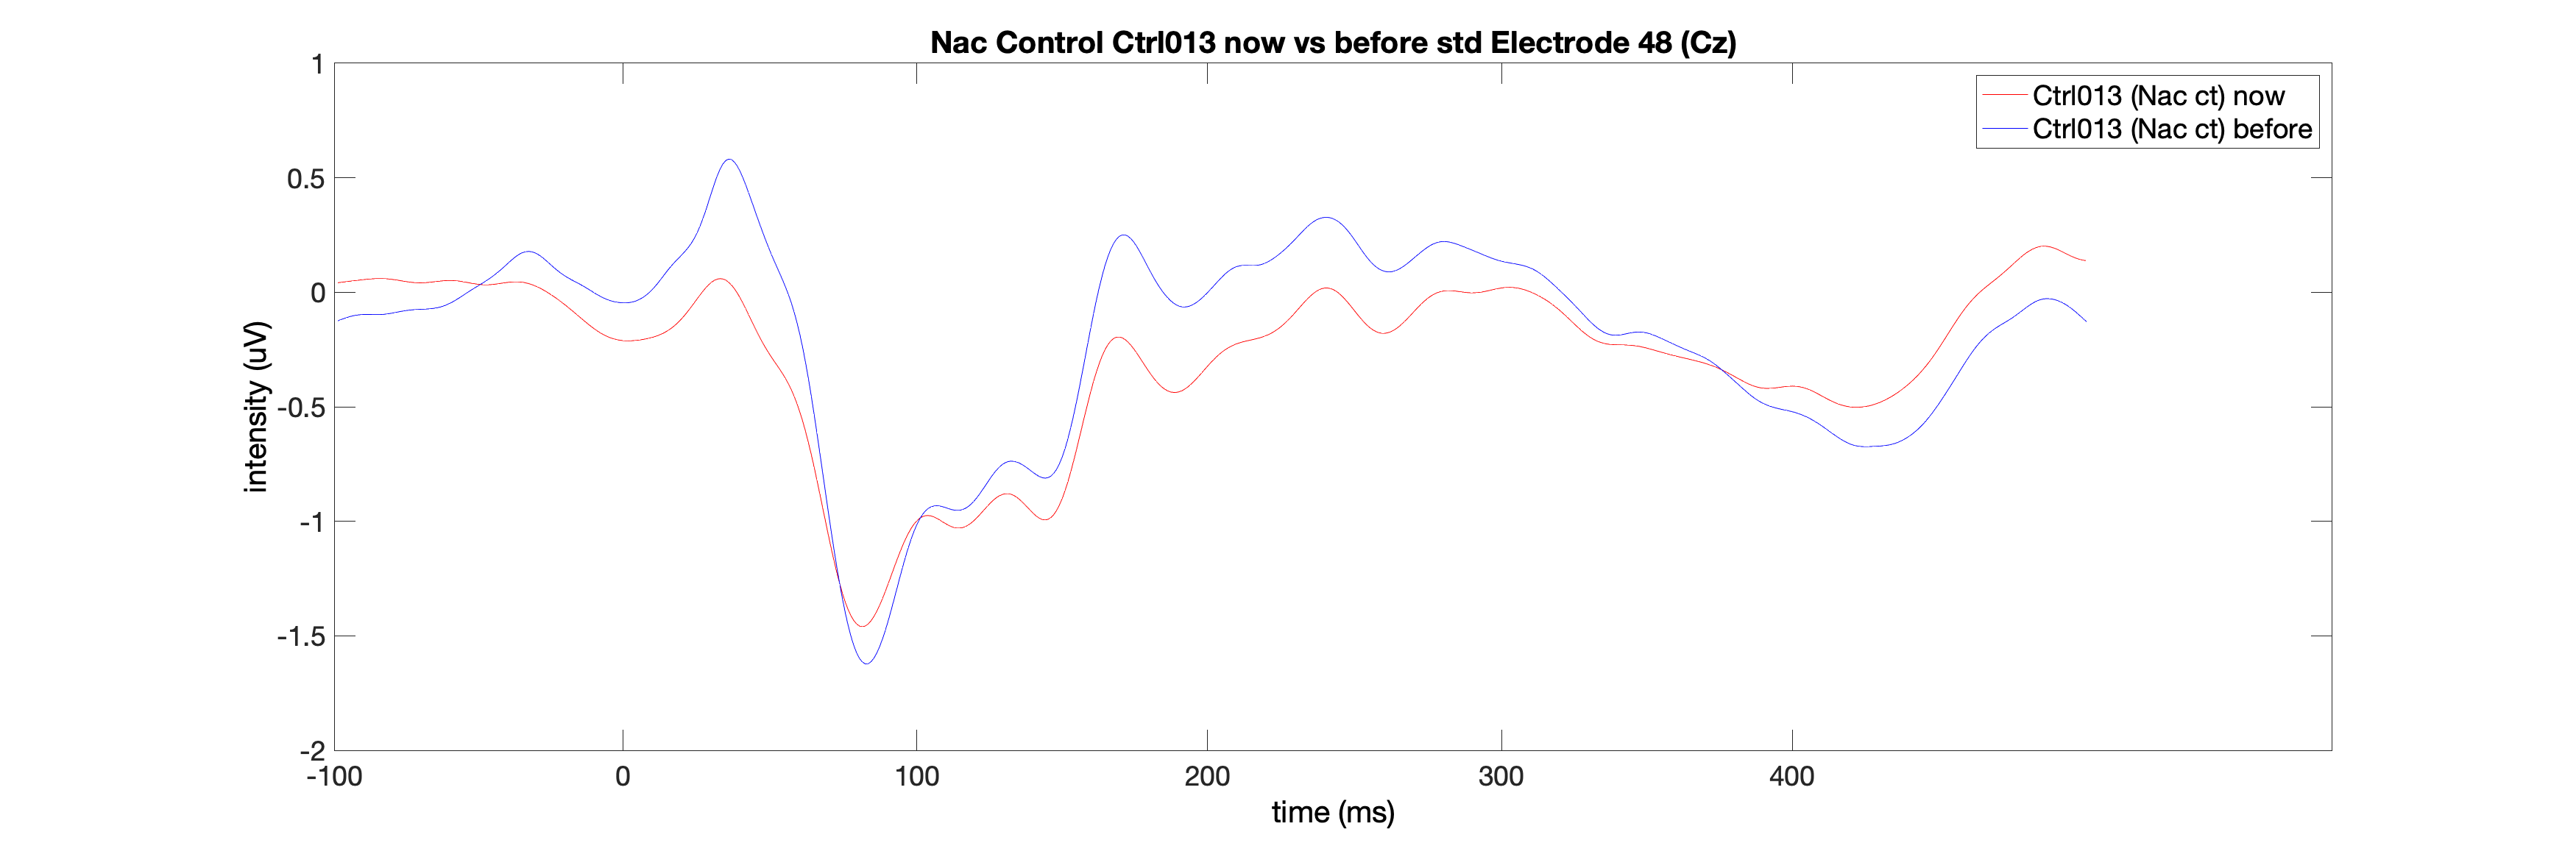 Nac Control Ctrl013 now vs before std Electrode 48 (Cz)
1
0.5
0
-0.5
-1
-1.5
-2
intensity (uV)
Ctrl013 (Nac ct) now
Ctrl013 (Nac ct) before
-100 0 100 200 300 400
time (ms)